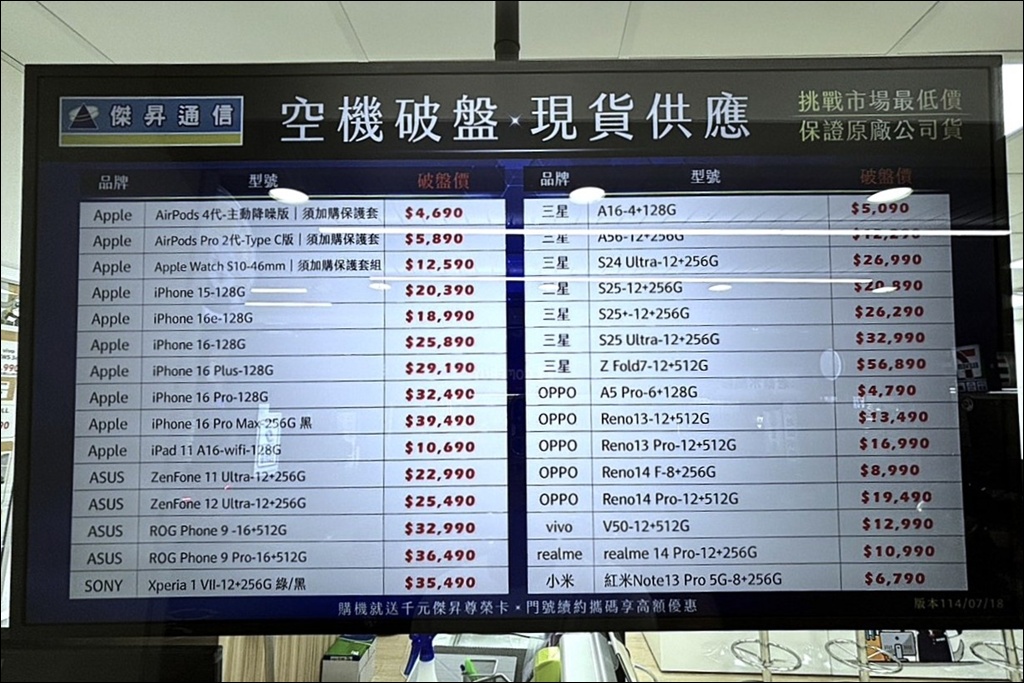 傑昇通信
空機破盤、現貨供應
挑戰市場最低價
保證原廠公司貨
品牌 型號 破盤價
Apple AirPods 4代-主動降噪版｜須加購保護套 $4,690
Apple AirPods Pro 2代-Type C版｜須加購保護套 $5,890
Apple Apple Watch S10-46mm｜須加購保護套組 $12,590
Apple iPhone 15-128G $20,390
Apple iPhone 16e-128G $18,990
Apple iPhone 16-128G $25,890
Apple iPhone 16 Plus-128G $29,190
Apple iPhone 16 Pro-128G $32,490
Apple iPhone 16 Pro Max-256G 黑 $39,490
Apple iPad 11 A16-wifi-128G $10,690
ASUS ZenFone 11 Ultra-12+256G $22,990
ASUS ZenFone 12 Ultra-12+256G $25,490
ASUS ROG Phone 9 -16+512G $32,990
ASUS ROG Phone 9 Pro-16+512G $36,490
SONY Xperia 1 VII-12+256G 綠/黑 $35,490
品牌 型號 破盤價
三星 A16-4+128G $5,090
三星 A56-12+256G $12,290
三星 S24 Ultra-12+256G $26,990
三星 S25-12+256G $20,890
三星 S25+-12+256G $26,290
三星 S25 Ultra-12+256G $32,990
三星 Z Fold7-12+512G $56,890
OPPO A5 Pro-6+128G $4,790
OPPO Reno13-12+512G $13,490
OPPO Reno13 Pro-12+512G $16,990
OPPO Reno14 F-8+256G $8,990
OPPO Reno14 Pro-12+512G $19,490
vivo V50-12+512G $12,990
realme realme 14 Pro-12+256G $10,990
小米 紅米Note13 Pro 5G-8+256G $6,790
購機就送千元傑昇尊榮卡、門號續約攜碼享高額優惠
版本114/07/18